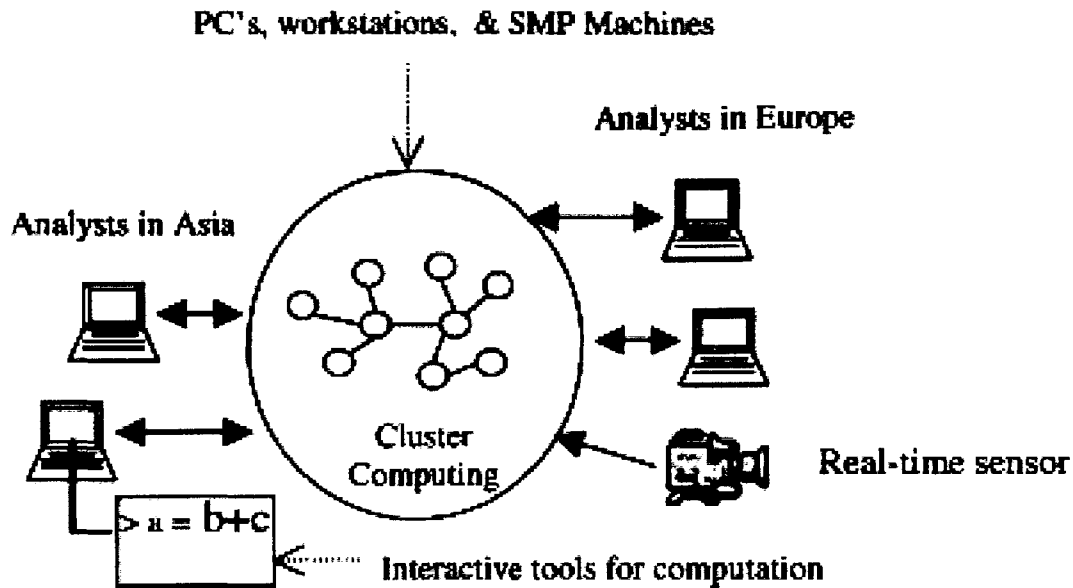 PC's, workstations, & SMP Machines
Analysts in Europe
Analysts in Asia
Cluster
Computing
Real-time sensor
> a = b+c
Interactive tools for computation